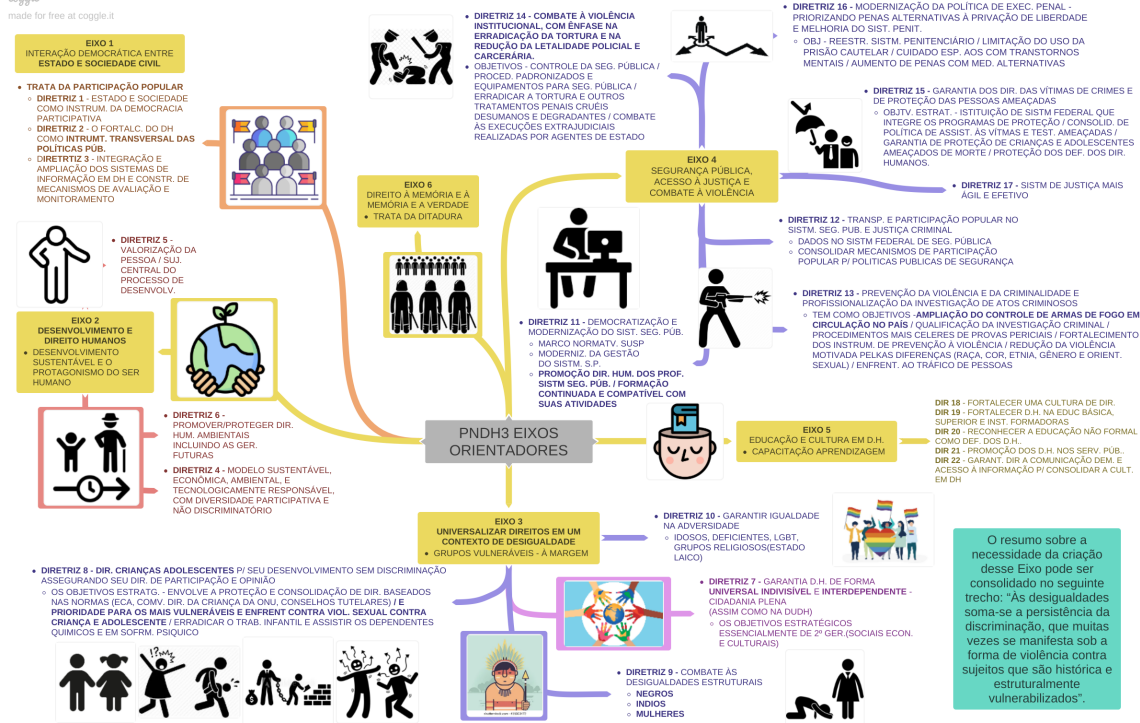 coggle
made for free at coggle.it
EIXO 1
INTERAÇÃO DEMOCRÁTICA ENTRE
ESTADO E SOCIEDADE CIVIL
TRATA DA PARTICIPAÇÃO POPULAR
DIRETRIZ 1 - ESTADO E SOCIEDADE
COMO INSTRUM. DA DEMOCRACIA
PARTICIPATIVA
DIRETRIZ 2 - O FORTALC. DO DH
COMO INTRUMT. TRANSVERSAL DAS
POLÍTICAS PÚB.
DIRETRTIZ 3 - INTEGRAÇÃO E
AMPLIAÇÃO DOS SISTEMAS DE
INFORMAÇÃO EM DH E CONSTR. DE
MECANISMOS DE AVALIAÇÃO E
MONITORAMENTO
DIRETRIZ 5 -
VALORIZAÇÃO DA
PESSOA / SUJ.
CENTRAL DO
PROCESSO DE
DESENVOLV.
EIXO 2
DESENVOLVIMENTO E
DIREITO HUMANOS
DESENVOLVIMENTO
SUSTENTÁVEL E O
PROTAGONISMO DO SER
HUMANO
DIRETRIZ 6 -
PROMOVER/PROTEGER DIR.
HUM. AMBIENTAIS
INCLUINDO AS GER.
FUTURAS
DIRETRIZ 4 - MODELO SUSTENTÁVEL,
ECONÔMICA, AMBIENTAL, E
TECNOLOGICAMENTE RESPONSÁVEL,
COM DIVERSIDADE PARTICIPATIVA E
NÃO DISCRIMINATÓRIO
EIXO 6
DIREITO À MEMÓRIA E À
MEMÓRIA E A VERDADE
TRATA DA DITADURA
DIRETRIZ 14 - COMBATE À VIOLÊNCIA
INSTITUCIONAL, COM ÊNFASE NA
ERRADICAÇÃO DA TORTURA E NA
REDUÇÃO DA LETALIDADE POLICIAL E
CARCERÁRIA.
OBJETIVOS - CONTROLE DA SEG. PÚBLICA /
PROCED. PADRONIZADOS E
EQUIPAMENTOS PARA SEG. PÚBLICA /
ERRADICAR A TORTURA E OUTROS
TRATAMENTOS PENAIS CRUÉIS
DESUMANOS E DEGRADANTES / COMBATE
ÀS EXECUÇÕES EXTRAJUDICIAIS
REALIZADAS POR AGENTES DE ESTADO
EIXO 4
SEGURANÇA PÚBLICA,
ACESSO À JUSTIÇA E
COMBATE À VIOLÊNCIA
DIRETRIZ 16 - MODERNIZAÇÃO DA POLÍTICA DE EXEC. PENAL -
PRIORIZANDO PENAS ALTERNATIVAS À PRIVAÇÃO DE LIBERDADE
E MELHORIA DO SIST. PENIT.
OBJ - REESTR. SISTM. PENITENCIÁRIO / LIMITAÇÃO DO USO DA
PRISÃO CAUTELAR / CUIDADO ESP. AOS COM TRANSTORNOS
MENTAIS / AUMENTO DE PENAS COM MED. ALTERNATIVAS
DIRETRIZ 15 - GARANTIA DOS DIR. DAS VÍTIMAS DE CRIMES E
DE PROTEÇÃO DAS PESSOAS AMEAÇADAS
OBJTV. ESTRAT. - ISTITUIÇÃO DE SISTM FEDERAL QUE
INTEGRE OS PROGRAMAS DE PROTEÇÃO / CONSOLID. DE
POLÍTICA DE ASSIST. ÀS VÍTMAS E TEST. AMEAÇADAS /
GARANTIA DE PROTEÇÃO DE CRIANÇAS E ADOLESCENTES
AMEAÇADOS DE MORTE / PROTEÇÃO DOS DEF. DOS DIR.
HUMANOS.
DIRETRIZ 17 - SISTM DE JUSTIÇA MAIS
ÁGIL E EFETIVO
DIRETRIZ 12 - TRANSP. E PARTICIPAÇÃO POPULAR NO
SISTM. SEG. PUB. E JUSTIÇA CRIMINAL
DADOS NO SISTM FEDERAL DE SEG. PÚBLICA
CONSOLIDAR MECANISMOS DE PARTICIPAÇÃO
POPULAR P/ POLITICAS PUBLICAS DE SEGURANÇA
DIRETRIZ 13 - PREVENÇÃO DA VIOLÊNCIA E DA CRIMINALIDADE E
PROFISSIONALIZAÇÃO DA INVESTIGAÇÃO DE ATOS CRIMINOSOS
TEM COMO OBJETIVOS -AMPLIAÇÃO DO CONTROLE DE ARMAS DE FOGO EM
CIRCULAÇÃO NO PAÍS / QUALIFICAÇÃO DA INVESTIGAÇÃO CRIMINAL /
PROCEDIMENTOS MAIS CELERES DE PROVAS PERICIAIS / FORTALECIMENTO
DOS INSTRUM. DE PREVENÇÃO À VIOLÊNCIA / REDUÇÃO DA VIOLÊNCIA
MOTIVADA PELKAS DIFERENÇAS (RAÇA, COR, ETNIA, GÊNERO E ORIENT.
SEXUAL) / ENFRENT. AO TRÁFICO DE PESSOAS
DIRETRIZ 11 - DEMOCRATIZAÇÃO E
MODERNIZAÇÃO DO SIST. SEG. PÚB.
MARCO NORMATV. SUSP
MODERNIZ. DA GESTÃO
DO SISTM. S.P.
PROMOÇÃO DIR. HUM. DOS PROF.
SISTM SEG. PÚB. / FORMAÇÃO
CONTINUADA E COMPATÍVEL COM
SUAS ATIVIDADES
PNDH3 EIXOS
ORIENTADORES
EIXO 5
EDUCAÇÃO E CULTURA EM D.H.
CAPACITAÇÃO APRENDIZAGEM
DIR 18 - FORTALECER UMA CULTURA DE DIR.
DIR 19 - FORTALECER D.H. NA EDUC BÁSICA,
SUPERIOR E INST. FORMADORAS
DIR 20 - RECONHECER A EDUCAÇÃO NÃO FORMAL
COMO DEF. DOS D.H..
DIR 21 - PROMOÇÃO DOS D.H. NOS SERV. PÚB..
DIR 22 - GARANT. DIR A COMUNICAÇÃO DEM. E
ACESSO À INFORMAÇÃO P/ CONSOLIDAR A CULT.
EM DH
EIXO 3
UNIVERSALIZAR DIREITOS EM UM
CONTEXTO DE DESIGUALDADE
GRUPOS VULNERÁVEIS - À MARGEM
DIRETRIZ 10 - GARANTIR IGUALDADE
NA ADVERSIDADE
IDOSOS, DEFICIENTES, LGBT,
GRUPOS RELIGIOSOS(ESTADO
LAICO)
DIRETRIZ 8 - DIR. CRIANÇAS ADOLESCENTES P/ SEU DESENVOLVIMENTO SEM DISCRIMINAÇÃO
ASSEGURANDO SEU DIR. DE PARTICIPAÇÃO E OPINIÃO
OS OBJETIVOS ESTRATG. - ENVOLVE A PROTEÇÃO E CONSOLIDAÇÃO DE DIR. BASEADOS
NAS NORMAS (ECA, COMV. DIR. DA CRIANÇA DA ONU, CONSELHOS TUTELARES) / E
PRIORIDADE PARA OS MAIS VULNERÁVEIS E ENFRENT CONTRA VIOL. SEXUAL CONTRA
CRIANÇA E ADOLESCENTE / ERRADICAR O TRAB. INFANTIL E ASSISTIR OS DEPENDENTES
QUIMICOS E EM SOFRM. PSIQUICO
DIRETRIZ 7 - GARANTIA D.H. DE FORMA
UNIVERSAL INDIVISÍVEL E INTERDEPENDENTE -
CIDADANIA PLENA
(ASSIM COMO NA DUDH)
OS OBJETIVOS ESTRATÉGICOS
ESSENCIALMENTE DE 2º GER.(SOCIAIS ECON.
E CULTURAIS)
DIRETRIZ 9 - COMBATE ÀS
DESIGUALDADES ESTRUTURAIS
NEGROS
INDIOS
MULHERES
O resumo sobre a
necessidade da criação
desse Eixo pode ser
consolidado no seguinte
trecho: “Às desigualdades
soma-se a persistência da
discriminação, que muitas
vezes se manifesta sob a
forma de violência contra
sujeitos que são histórica e
estruturalmente
vulnerabilizados”.
!?? !